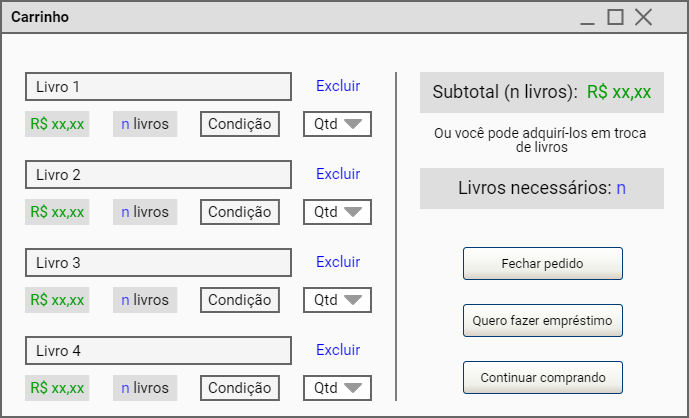 Carrinho
Livro 1 Excluir
R$ xx,xx n livros Condição Qtd
Livro 2 Excluir
R$ xx,xx n livros Condição Qtd
Livro 3 Excluir
R$ xx,xx n livros Condição Qtd
Livro 4 Excluir
R$ xx,xx n livros Condição Qtd
Subtotal (n livros): R$ xx,xx
Ou você pode adquirí-los em troca
de livros
Livros necessários: n
Fechar pedido
Quero fazer empréstimo
Continuar comprando